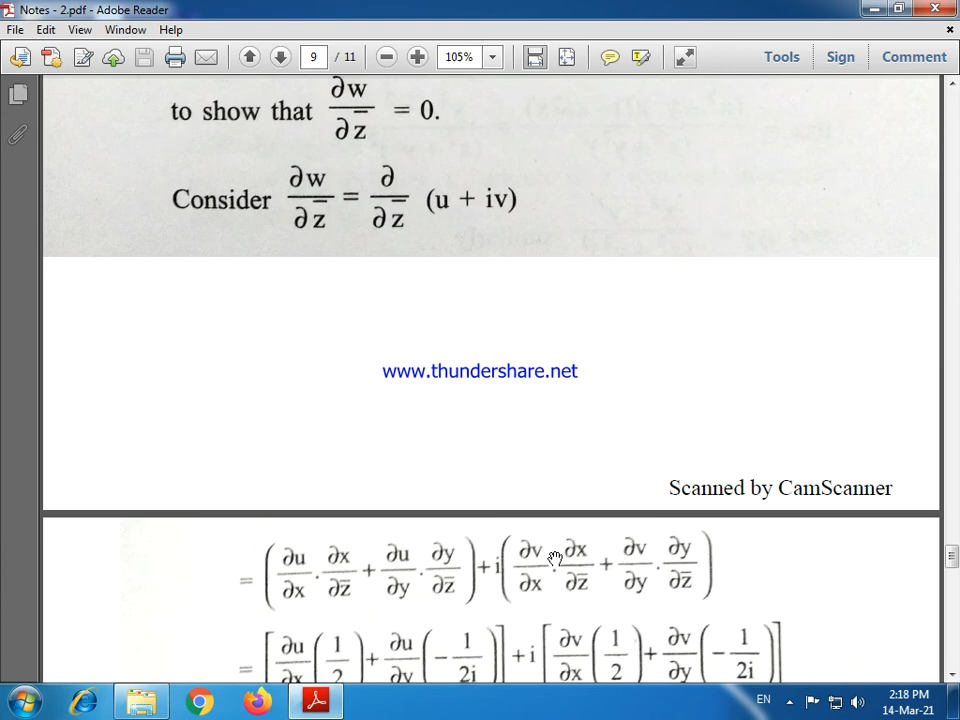 Notes - 2.pdf - Adobe Reader
File Edit View Window Help
9 / 11 105% Tools Sign Comment
to show that ∂w/∂z̄ = 0.
Consider ∂w/∂z̄ = ∂/∂z̄ (u + iv)
www.thundershare.net
Scanned by CamScanner
= (∂u/∂x . ∂x/∂z̄ + ∂u/∂y . ∂y/∂z̄) + i(∂v/∂x . ∂x/∂z̄ + ∂v/∂y . ∂y/∂z̄)
= [∂u/∂x (1/2) + ∂u/∂y (- 1/2i)] + i [∂v/∂x (1/2) + ∂v/∂y (- 1/2i)]
EN 2:18 PM
14-Mar-21